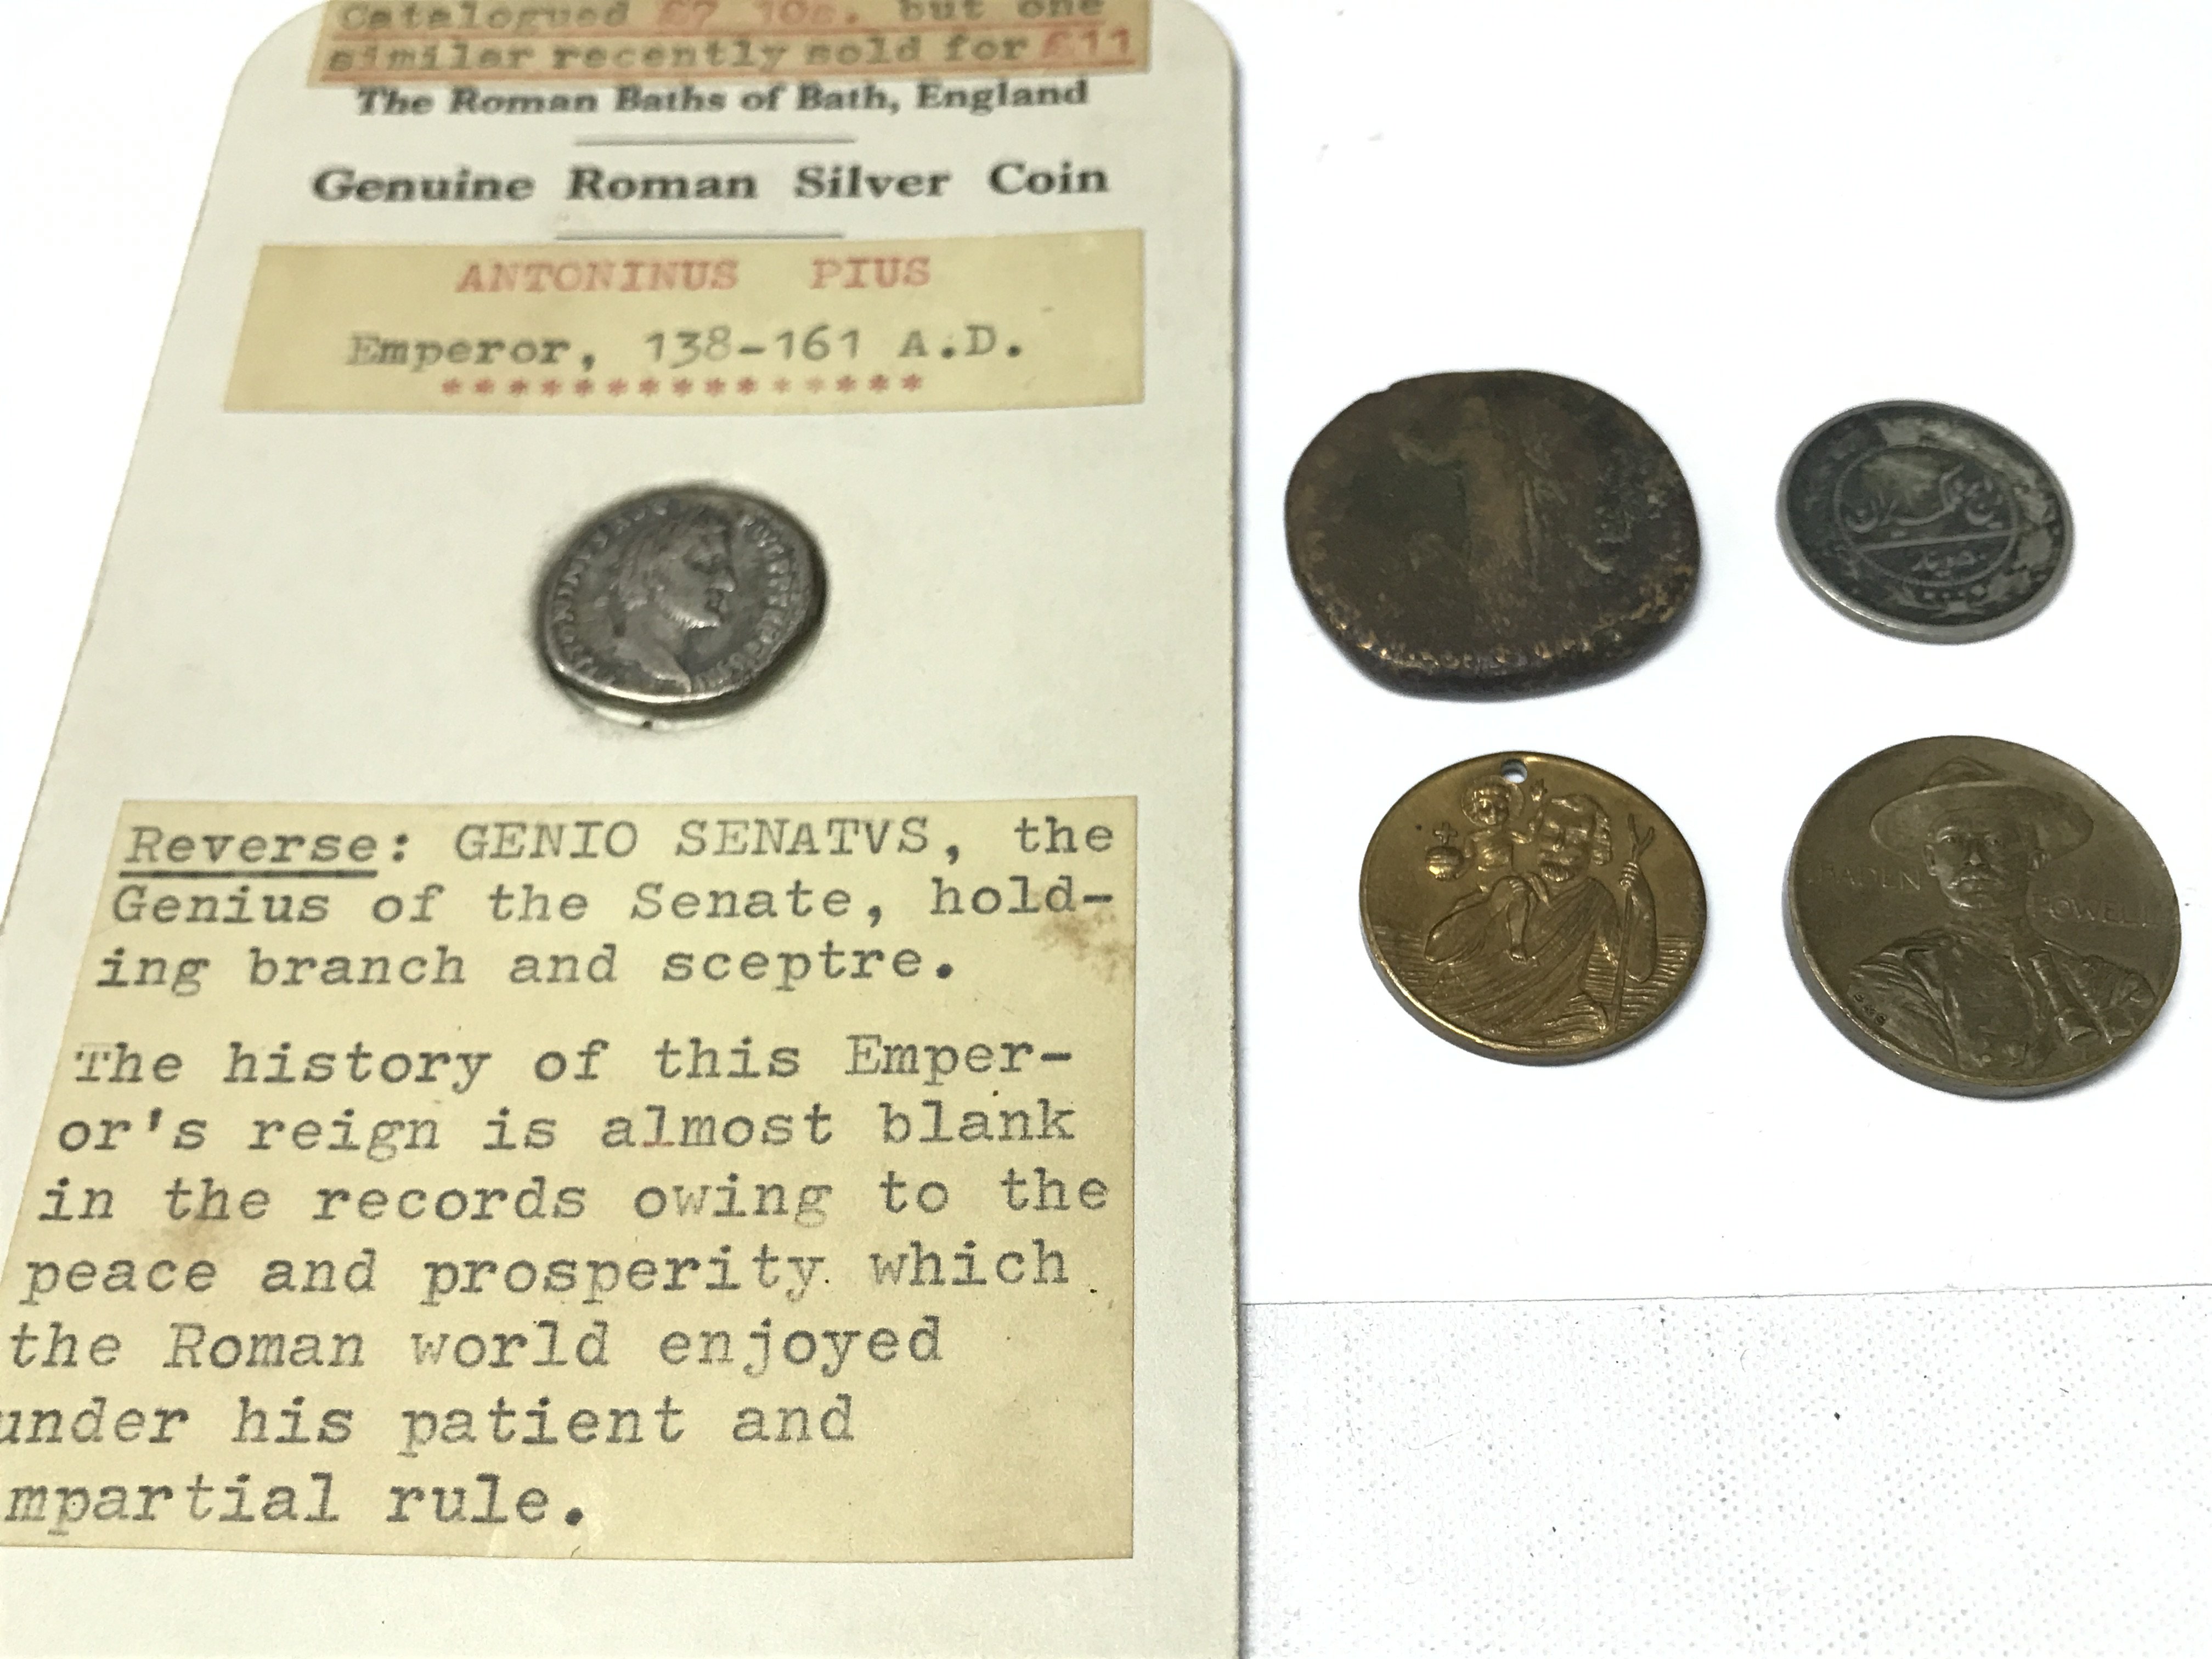 Catalogued £7 10s. but one
similar recently sold for £11
The Roman Baths of Bath, England
Genuine Roman Silver Coin
ANTONINUS PIUS
Emperor, 138-161 A.D.
***************
Reverse: GENIO SENATVS, the
Genius of the Senate, hold-
ing branch and sceptre.
The history of this Emper-
or's reign is almost blank
in the records owing to the
peace and prosperity which
the Roman world enjoyed
under his patient and
mpartial rule.
BADEN POWELL